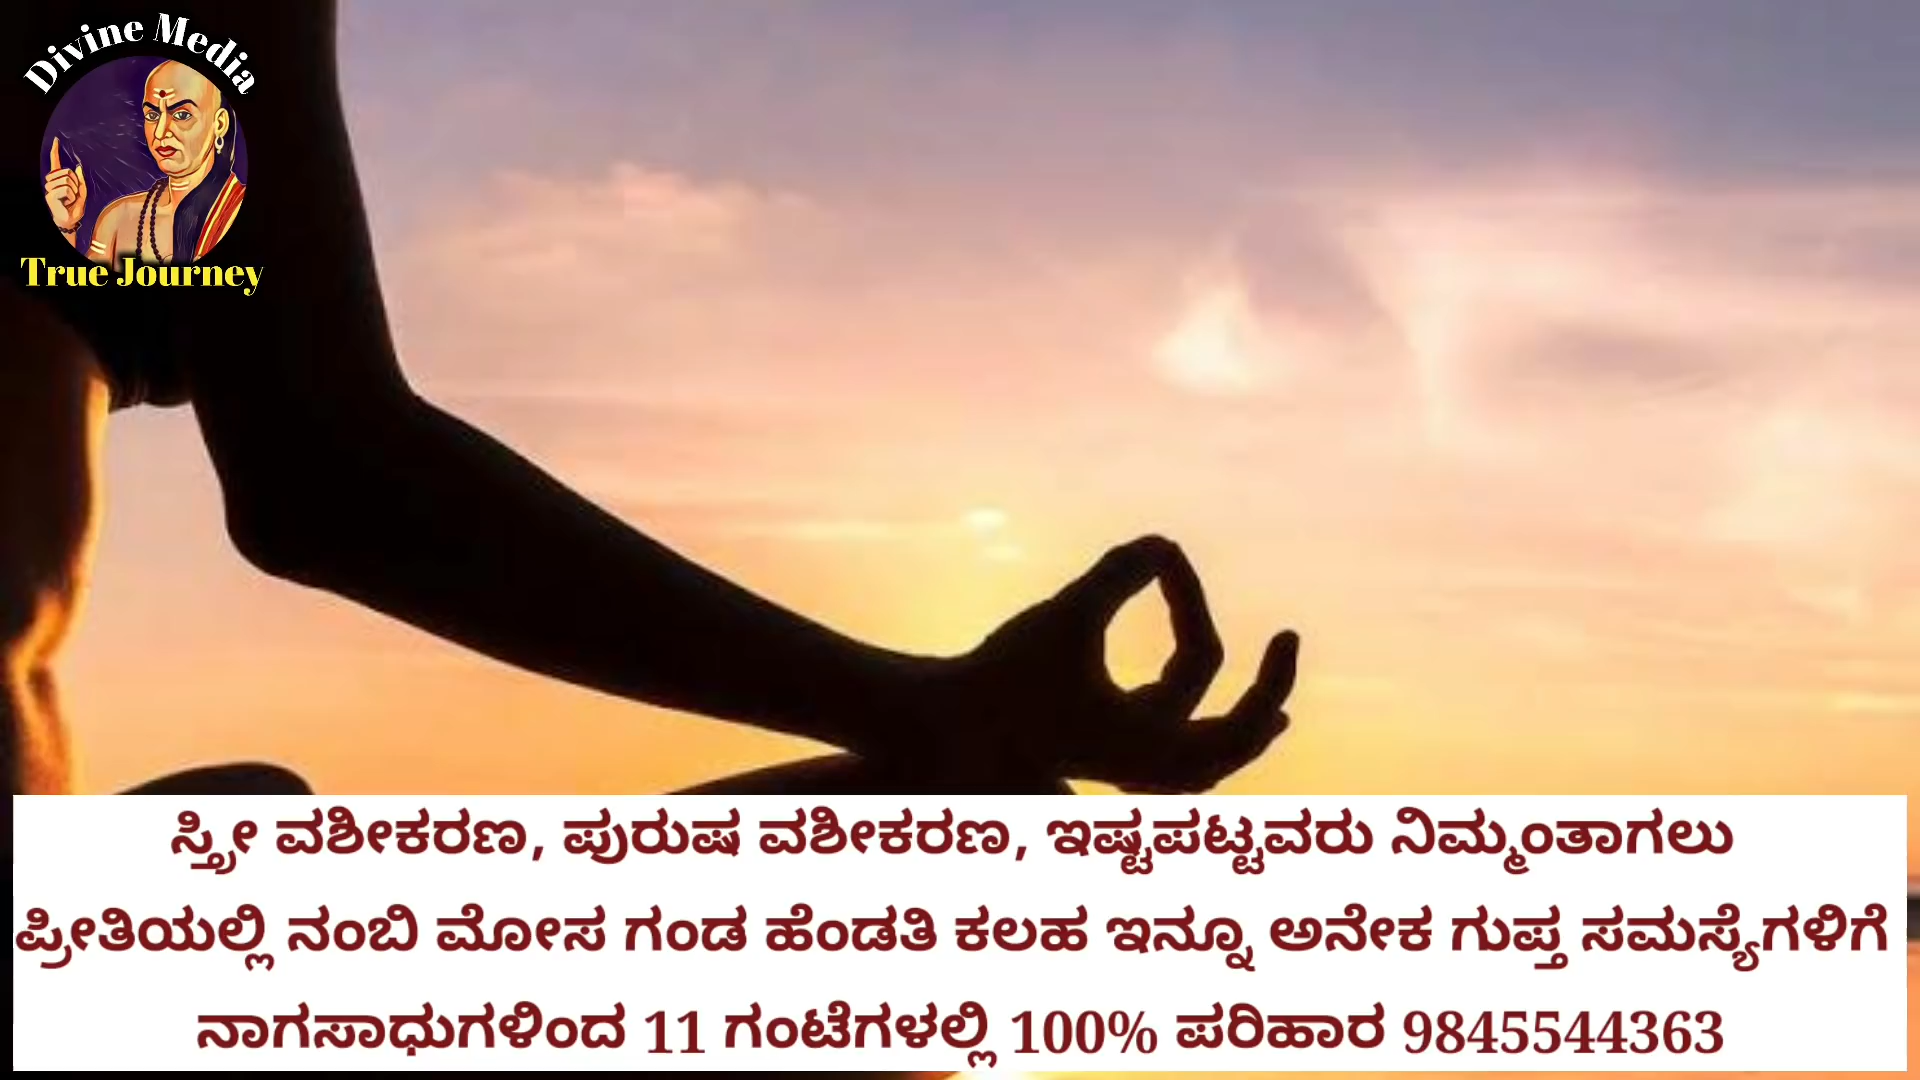 Divine Media
True Journey
ಸ್ತ್ರೀ ವಶೀಕರಣ, ಪುರುಷ ವಶೀಕರಣ, ಇಷ್ಟಪಟ್ಟವರು ನಿಮ್ಮಂತಾಗಲು
ಪ್ರೀತಿಯಲ್ಲಿ ನಂಬಿ ಮೋಸ ಗಂಡ ಹೆಂಡತಿ ಕಲಹ ಇನ್ನೂ ಅನೇಕ ಗುಪ್ತ ಸಮಸ್ಯೆಗಳಿಗೆ
ನಾಗಸಾಧುಗಳಿಂದ 11 ಗಂಟೆಗಳಲ್ಲಿ 100% ಪರಿಹಾರ 9845544363